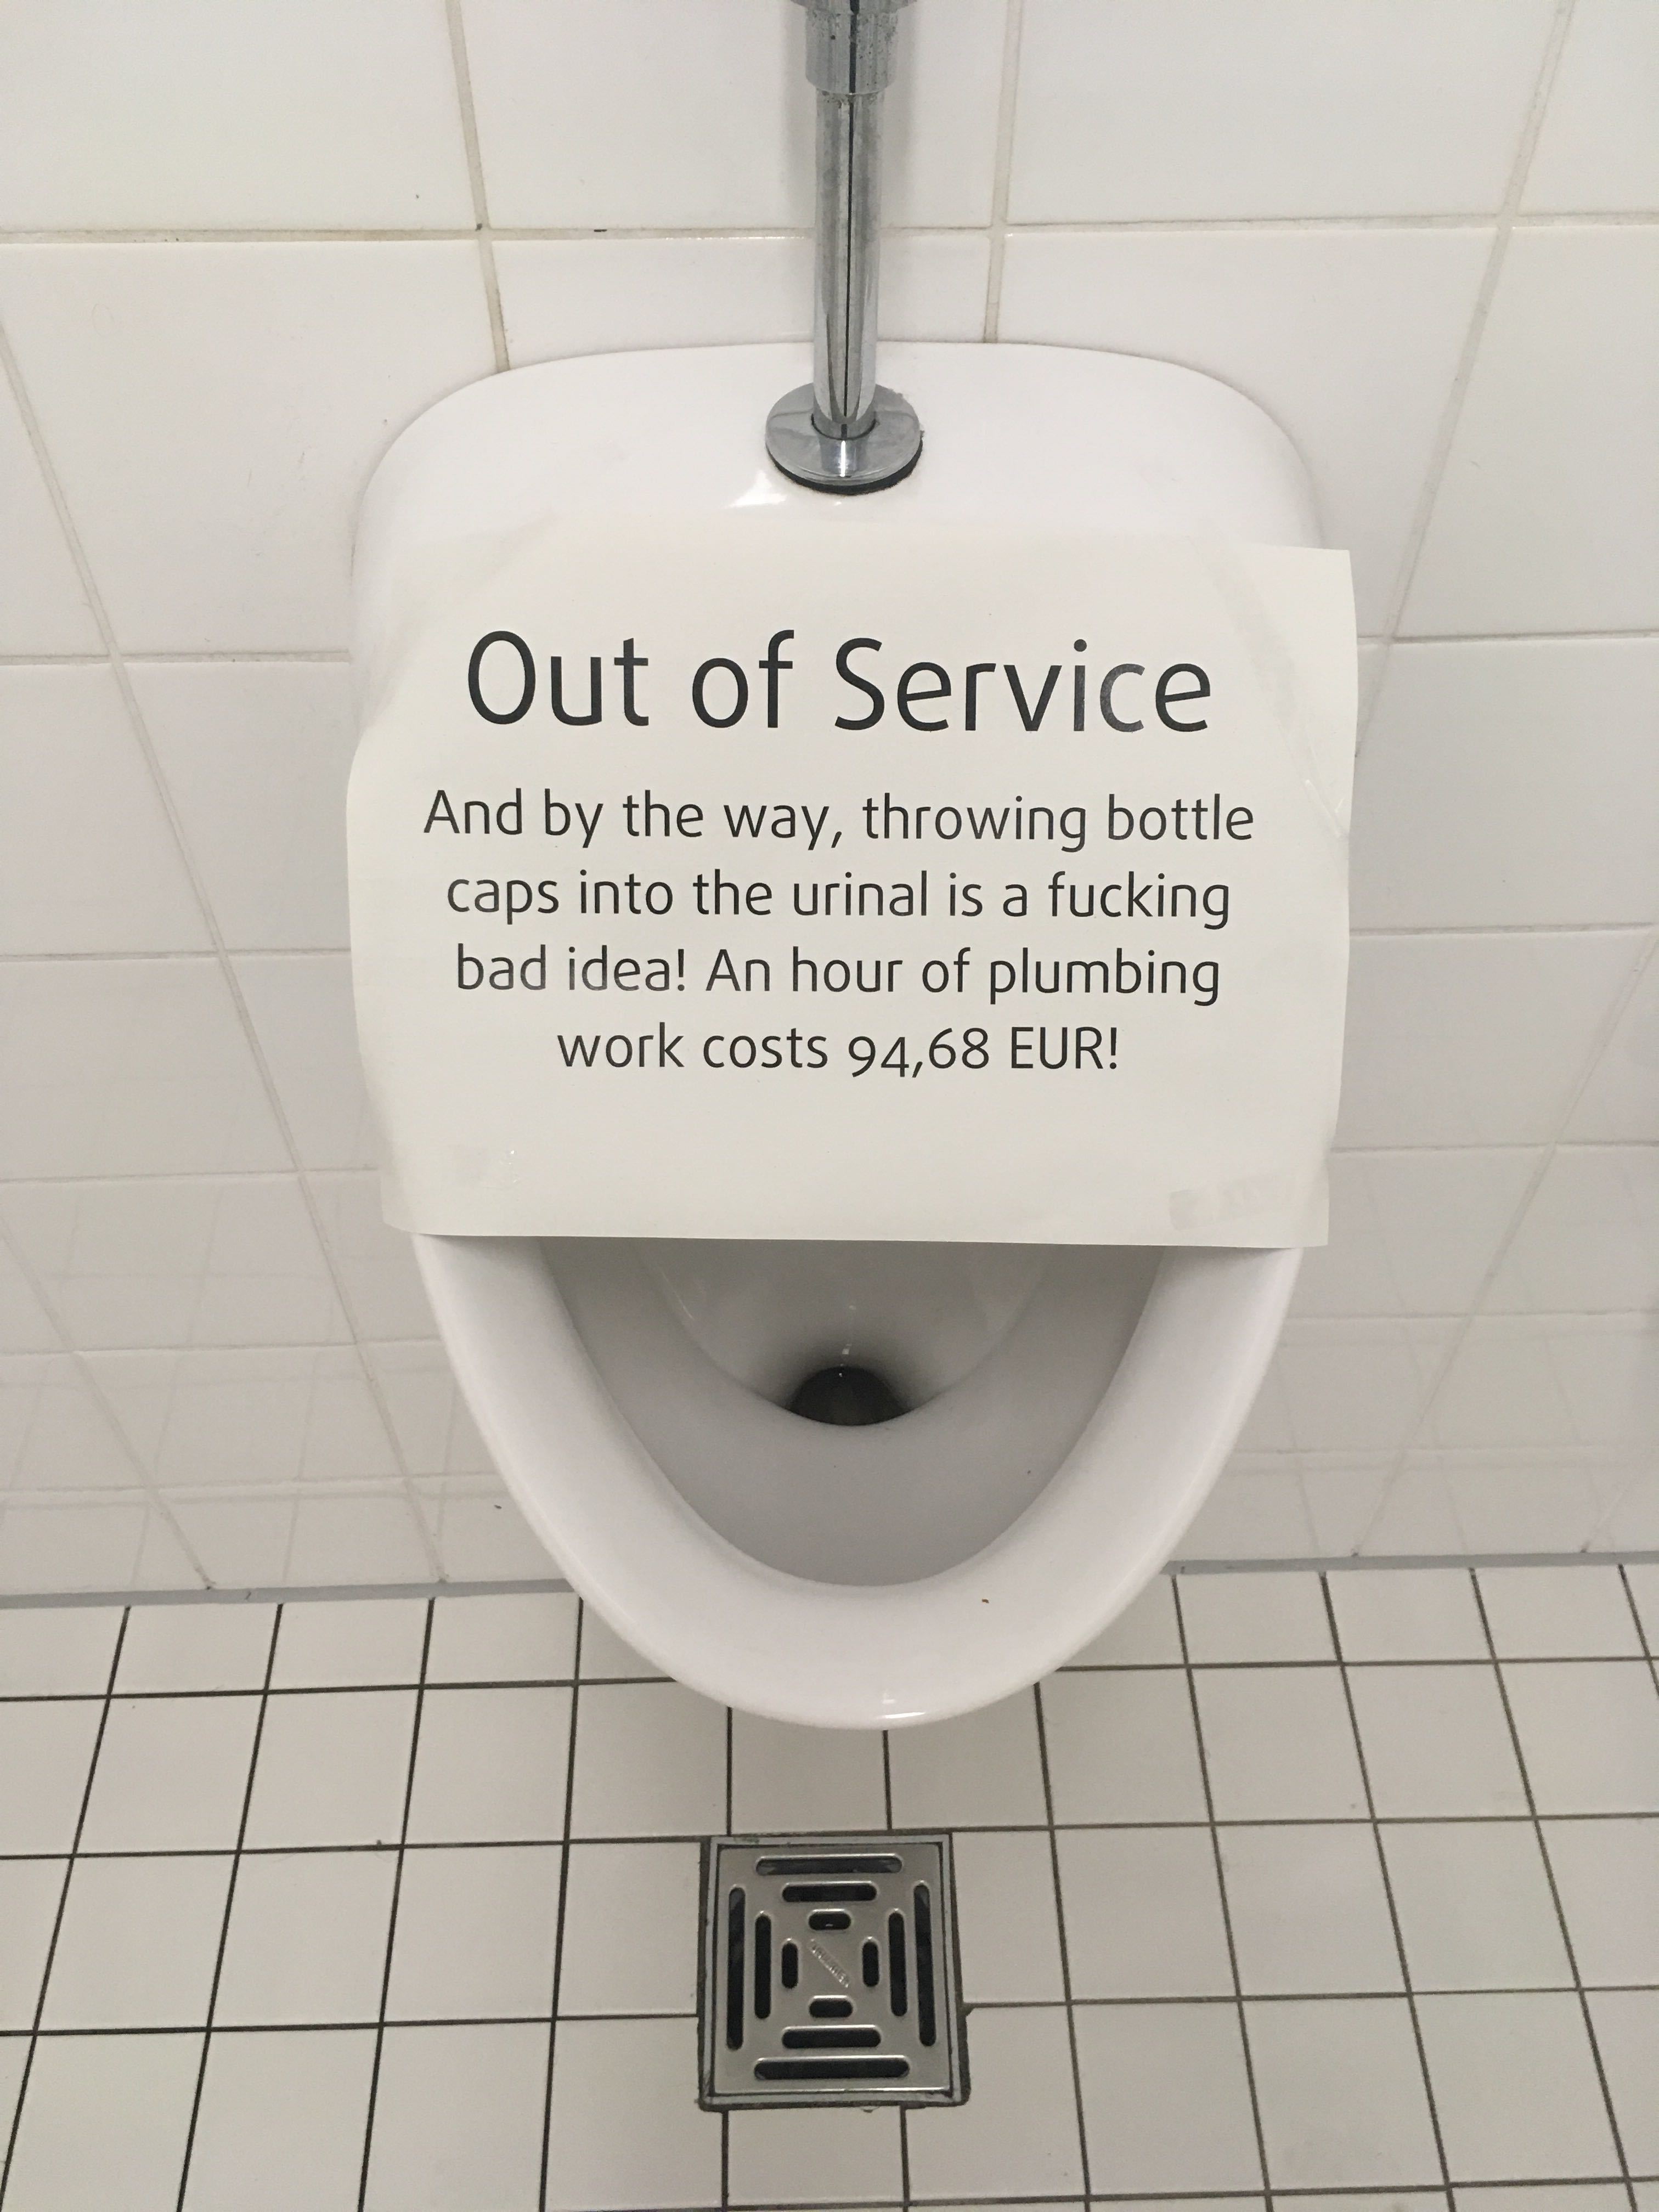 Out of Service
And by the way, throwing bottle
caps into the urinal is a fucking
bad idea! An hour of plumbing
work costs 94,68 EUR!